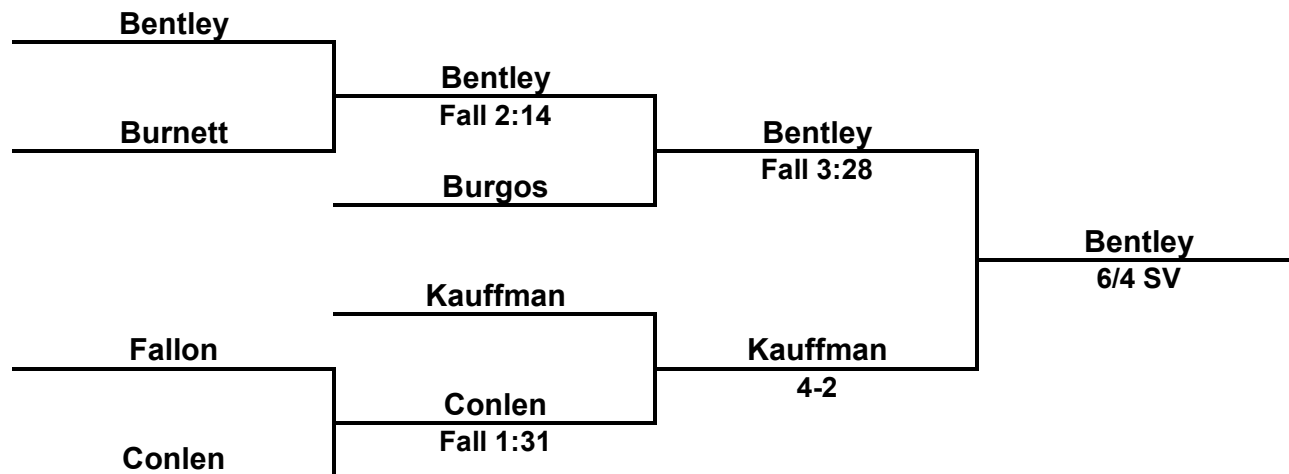 Bentley
Bentley
Fall 2:14
Burnett
Bentley
Fall 3:28
Burgos
Bentley
6/4 SV
Kauffman
Fallon
Kauffman
4-2
Conlen
Fall 1:31
Conlen